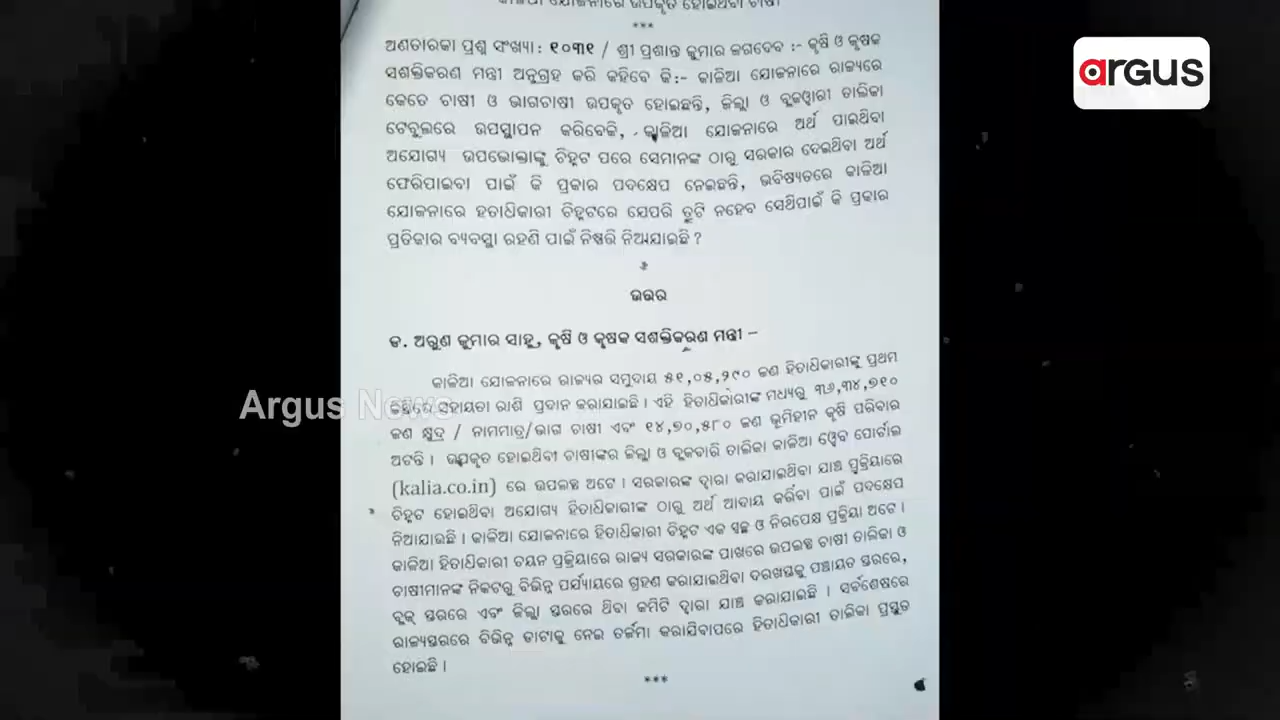 କାଳିଆ ଯୋଜନାରେ ଉପକୃତ ହୋଇଥିବା ଚାଷୀ
***
ଅଣତାରକା ପ୍ରଶ୍ନ ସଂଖ୍ୟା: ୧୦୩୧ / ଶ୍ରୀ ପ୍ରଶାନ୍ତ କୁମାର ଜଗଦେବ :- କୃଷି ଓ କୃଷକ
ସଶକ୍ତିକରଣ ମନ୍ତ୍ରୀ ଅନୁଗ୍ରହ କରି କହିବେ କି:- କାଳିଆ ଯୋଜନାରେ ରାଜ୍ୟରେ
କେତେ ଚାଷୀ ଓ ଭାଗଚାଷୀ ଉପକୃତ ହୋଇଛନ୍ତି, ଜିଲ୍ଲା ଓ ବ୍ଲକୱାରୀ ତାଲିକା
ଟେବୁଲରେ ଉପସ୍ଥାପନ କରିବେକି, କାଳିଆ ଯୋଜନାରେ ଅର୍ଥ ପାଇଥିବା
ଅଯୋଗ୍ୟ ଉପଭୋକ୍ତାଙ୍କୁ ଚିହ୍ନଟ ପରେ ସେମାନଙ୍କ ଠାରୁ ସରକାର ଦେଇଥିବା ଅର୍ଥ
ଫେରିପାଇବା ପାଇଁ କି ପ୍ରକାର ପଦକ୍ଷେପ ନେଇଛନ୍ତି, ଭବିଷ୍ୟତରେ କାଳିଆ
ଯୋଜନାରେ ହତାଧିକାରୀ ଚିହ୍ନଟରେ ଯେପରି ତ୍ରୁଟି ନହେବ ସେଥିପାଇଁ କି ପ୍ରକାର
ପ୍ରତିକାର ବ୍ୟବସ୍ଥା ଗ୍ରହଣ ପାଇଁ ନିଷ୍ପତ୍ତି ନିଆଯାଇଛି ?
ଉତ୍ତର
ଡ. ଅରୁଣ କୁମାର ସାହୁ, କୃଷି ଓ କୃଷକ ସଶକ୍ତିକରଣ ମନ୍ତ୍ରୀ –
କାଳିଆ ଯୋଜନାରେ ରାଜ୍ୟର ସମୁଦାୟ ୫୧,୦୫,୨୯୦ ଜଣ ହିତାଧିକାରୀଙ୍କୁ ପ୍ରଥମ
କିସ୍ତିରେ ସହାୟତା ରାଶି ପ୍ରଦାନ କରାଯାଇଛି । ଏହି ହିତାଧିକାରୀଙ୍କ ମଧ୍ୟରୁ ୩୬,୩୪,୭୧୦
ଜଣ କ୍ଷୁଦ୍ର / ନାମମାତ୍ର/ଭାଗ ଚାଷୀ ଏବଂ ୧୪,୭୦,୫୮୦ ଜଣ ଭୂମିହୀନ କୃଷି ପରିବାର
ଅଟନ୍ତି । ଉପକୃତ ହୋଇଥିବା ଚାଷୀଙ୍କର ଜିଲ୍ଲା ଓ ବ୍ଲକବାରି ତାଲିକା କାଳିଆ ୱେବ ପୋର୍ଟାଲ
(kalia.co.in) ରେ ଉପଲବ୍ଧ ଅଟେ । ସରକାରଙ୍କ ଦ୍ୱାରା କରାଯାଇଥିବା ଯାଞ୍ଚ ପ୍ରକ୍ରିୟାରେ
ଚିହ୍ନଟ ହୋଇଥିବା ଅଯୋଗ୍ୟ ହିତାଧିକାରୀଙ୍କ ଠାରୁ ଅର୍ଥ ଆଦାୟ କରିବା ପାଇଁ ପଦକ୍ଷେପ
ନିଆଯାଉଛି । କାଳିଆ ଯୋଜନାରେ ହିତାଧିକାରୀ ଚିହ୍ନଟ ଏକ ସ୍ୱଚ୍ଛ ଓ ନିରପେକ୍ଷ ପ୍ରକ୍ରିୟା ଅଟେ ।
କାଳିଆ ହିତାଧିକାରୀ ଚୟନ ପ୍ରକ୍ରିୟାରେ ରାଜ୍ୟ ସରକାରଙ୍କ ପାଖରେ ଉପଲବ୍ଧ ଚାଷୀ ତାଲିକା ଓ
ଚାଷୀମାନଙ୍କ ନିକଟରୁ ବିଭିନ୍ନ ପର୍ଯ୍ୟାୟରେ ଗ୍ରହଣ କରାଯାଇଥିବା ଦରଖାସ୍ତକୁ ପଞ୍ଚାୟତ ସ୍ତରରେ,
ବ୍ଲକ୍ ସ୍ତରରେ ଏବଂ ଜିଲ୍ଲା ସ୍ତରରେ ଥିବା କମିଟି ଦ୍ୱାରା ଯାଞ୍ଚ କରାଯାଇଛି । ସର୍ବଶେଷରେ
ରାଜ୍ୟସ୍ତରରେ ବିଭିନ୍ନ ଡାଟାକୁ ନେଇ ତର୍ଜମା କରାଯିବାପରେ ହିତାଧିକାରୀ ତାଲିକା ପ୍ରସ୍ତୁତ
ହୋଇଛି ।
***
argus
Argus News